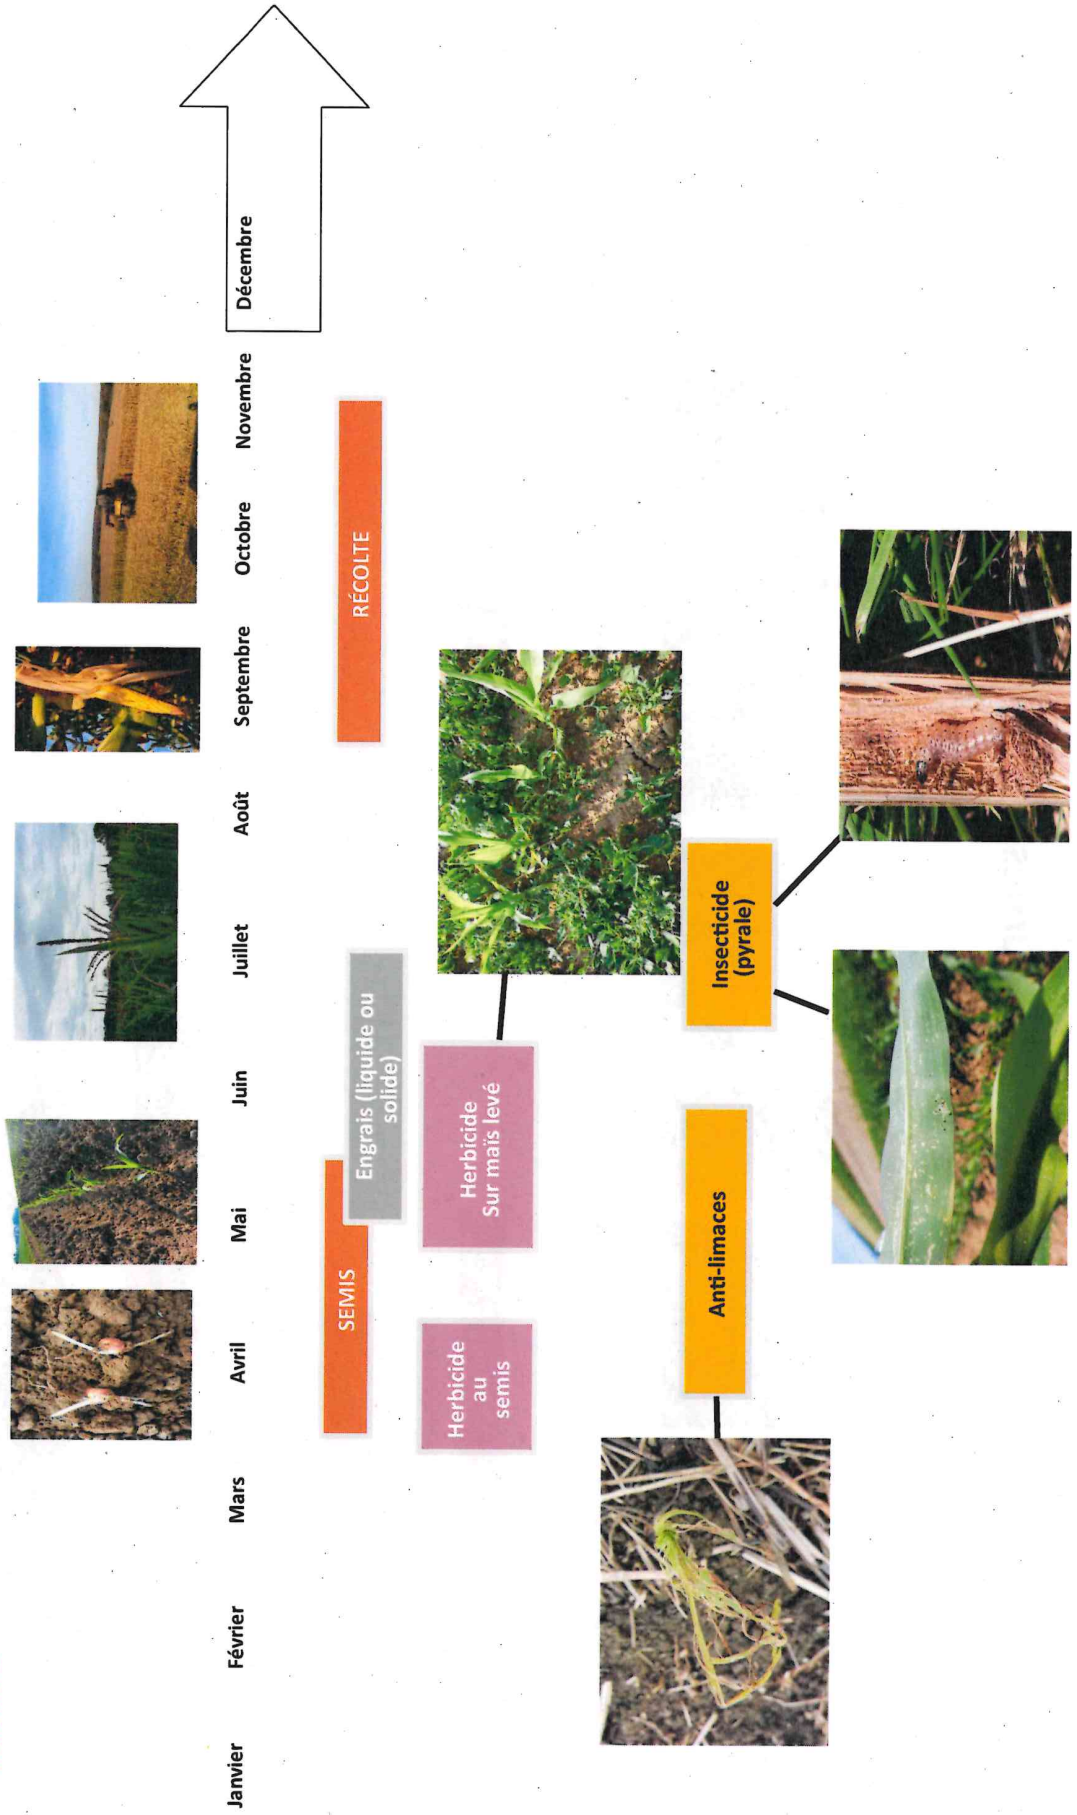 Janvier
Février
Mars
Avril
Mai
Juin
Juillet
Août
Septembre
Octobre
Novembre
Décembre
SEMIS
RÉCOLTE
Engrais (liquide ou
solide)
Herbicide
au
semis
Herbicide
Sur maïs levé
Anti-limaces
Insecticide
(pyrale)